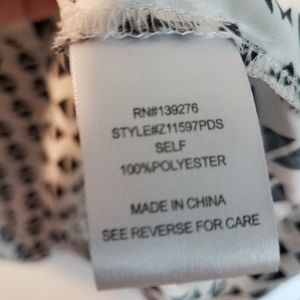 RN#139276
STYLE#Z11597PDS
SELF
100%POLYESTER
MADE IN CHINA
SEE REVERSE FOR CARE